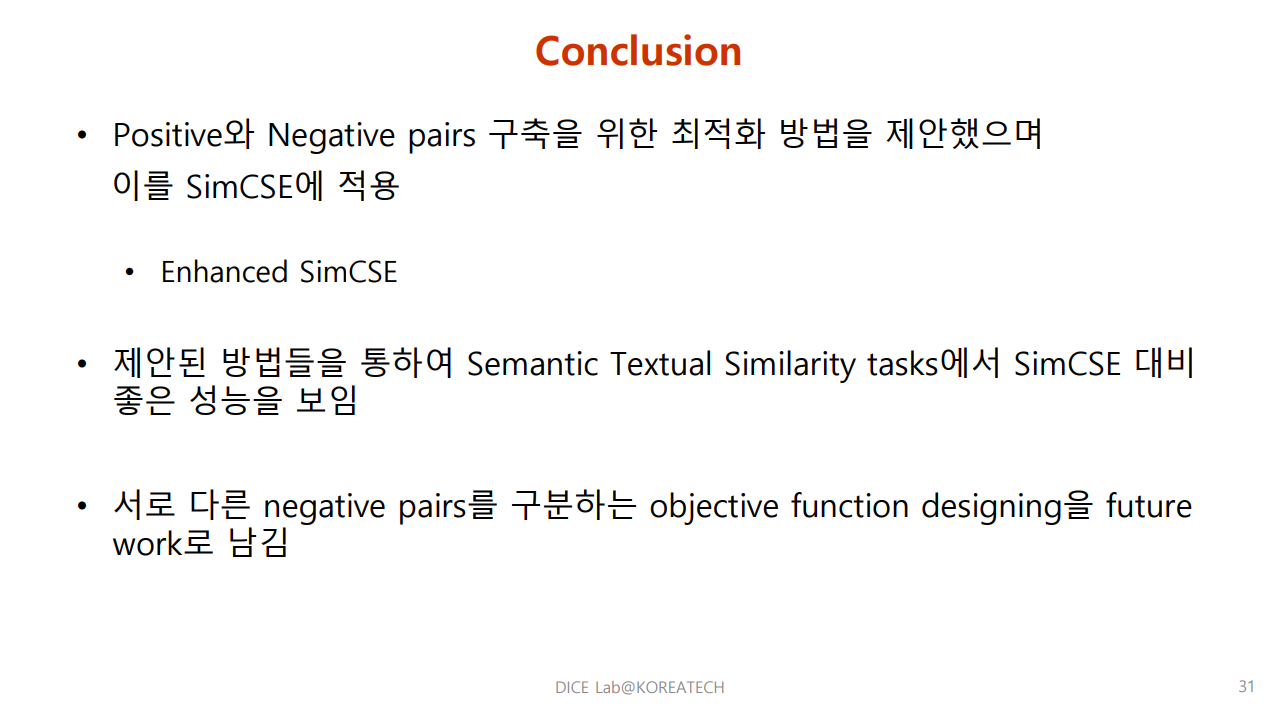 Conclusion
• Positive와 Negative pairs 구축을 위한 최적화 방법을 제안했으며
이를 SimCSE에 적용
• Enhanced SimCSE
• 제안된 방법들을 통하여 Semantic Textual Similarity tasks에서 SimCSE 대비
좋은 성능을 보임
• 서로 다른 negative pairs를 구분하는 objective function designing을 future
work로 남김
DICE Lab@KOREATECH
31